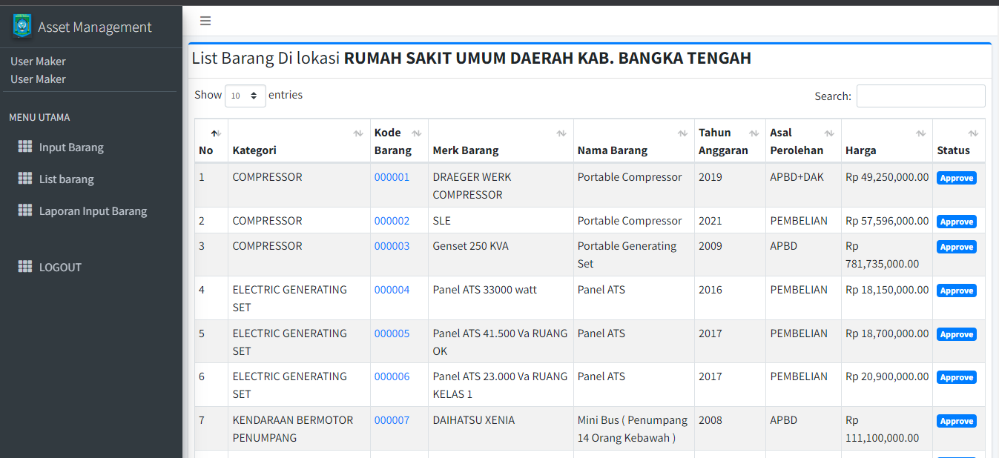 Asset Management
User Maker
User Maker
MENU UTAMA
Input Barang
List barang
Laporan Input Barang
LOGOUT
List Barang Di lokasi RUMAH SAKIT UMUM DAERAH KAB. BANGKA TENGAH
Show 10 entries Search:
No Kategori Kode Barang Merk Barang Nama Barang Tahun Anggaran Asal Perolehan Harga Status
1 COMPRESSOR 000001 DRAEGER WERK COMPRESSOR Portable Compressor 2019 APBD+DAK Rp 49,250,000.00 Approve
2 COMPRESSOR 000002 SLE Portable Compressor 2021 PEMBELIAN Rp 57,596,000.00 Approve
3 COMPRESSOR 000003 Genset 250 KVA Portable Generating Set 2009 APBD Rp 781,735,000.00 Approve
4 ELECTRIC GENERATING SET 000004 Panel ATS 33000 watt Panel ATS 2016 PEMBELIAN Rp 18,150,000.00 Approve
5 ELECTRIC GENERATING SET 000005 Panel ATS 41.500 Va RUANG OK Panel ATS 2017 PEMBELIAN Rp 18,700,000.00 Approve
6 ELECTRIC GENERATING SET 000006 Panel ATS 23.000 Va RUANG KELAS 1 Panel ATS 2017 PEMBELIAN Rp 20,900,000.00 Approve
7 KENDARAAN BERMOTOR PENUMPANG 000007 DAIHATSU XENIA Mini Bus ( Penumpang 14 Orang Kebawah ) 2008 APBD Rp 111,100,000.00 Approve